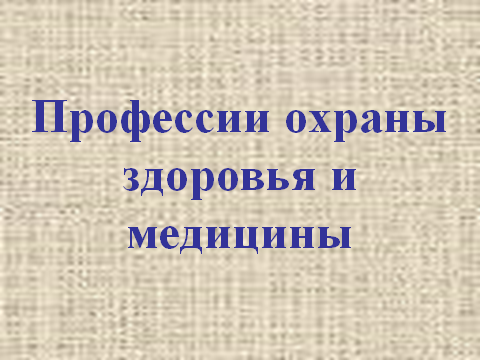 Профессии охраны
здоровья и
медицины